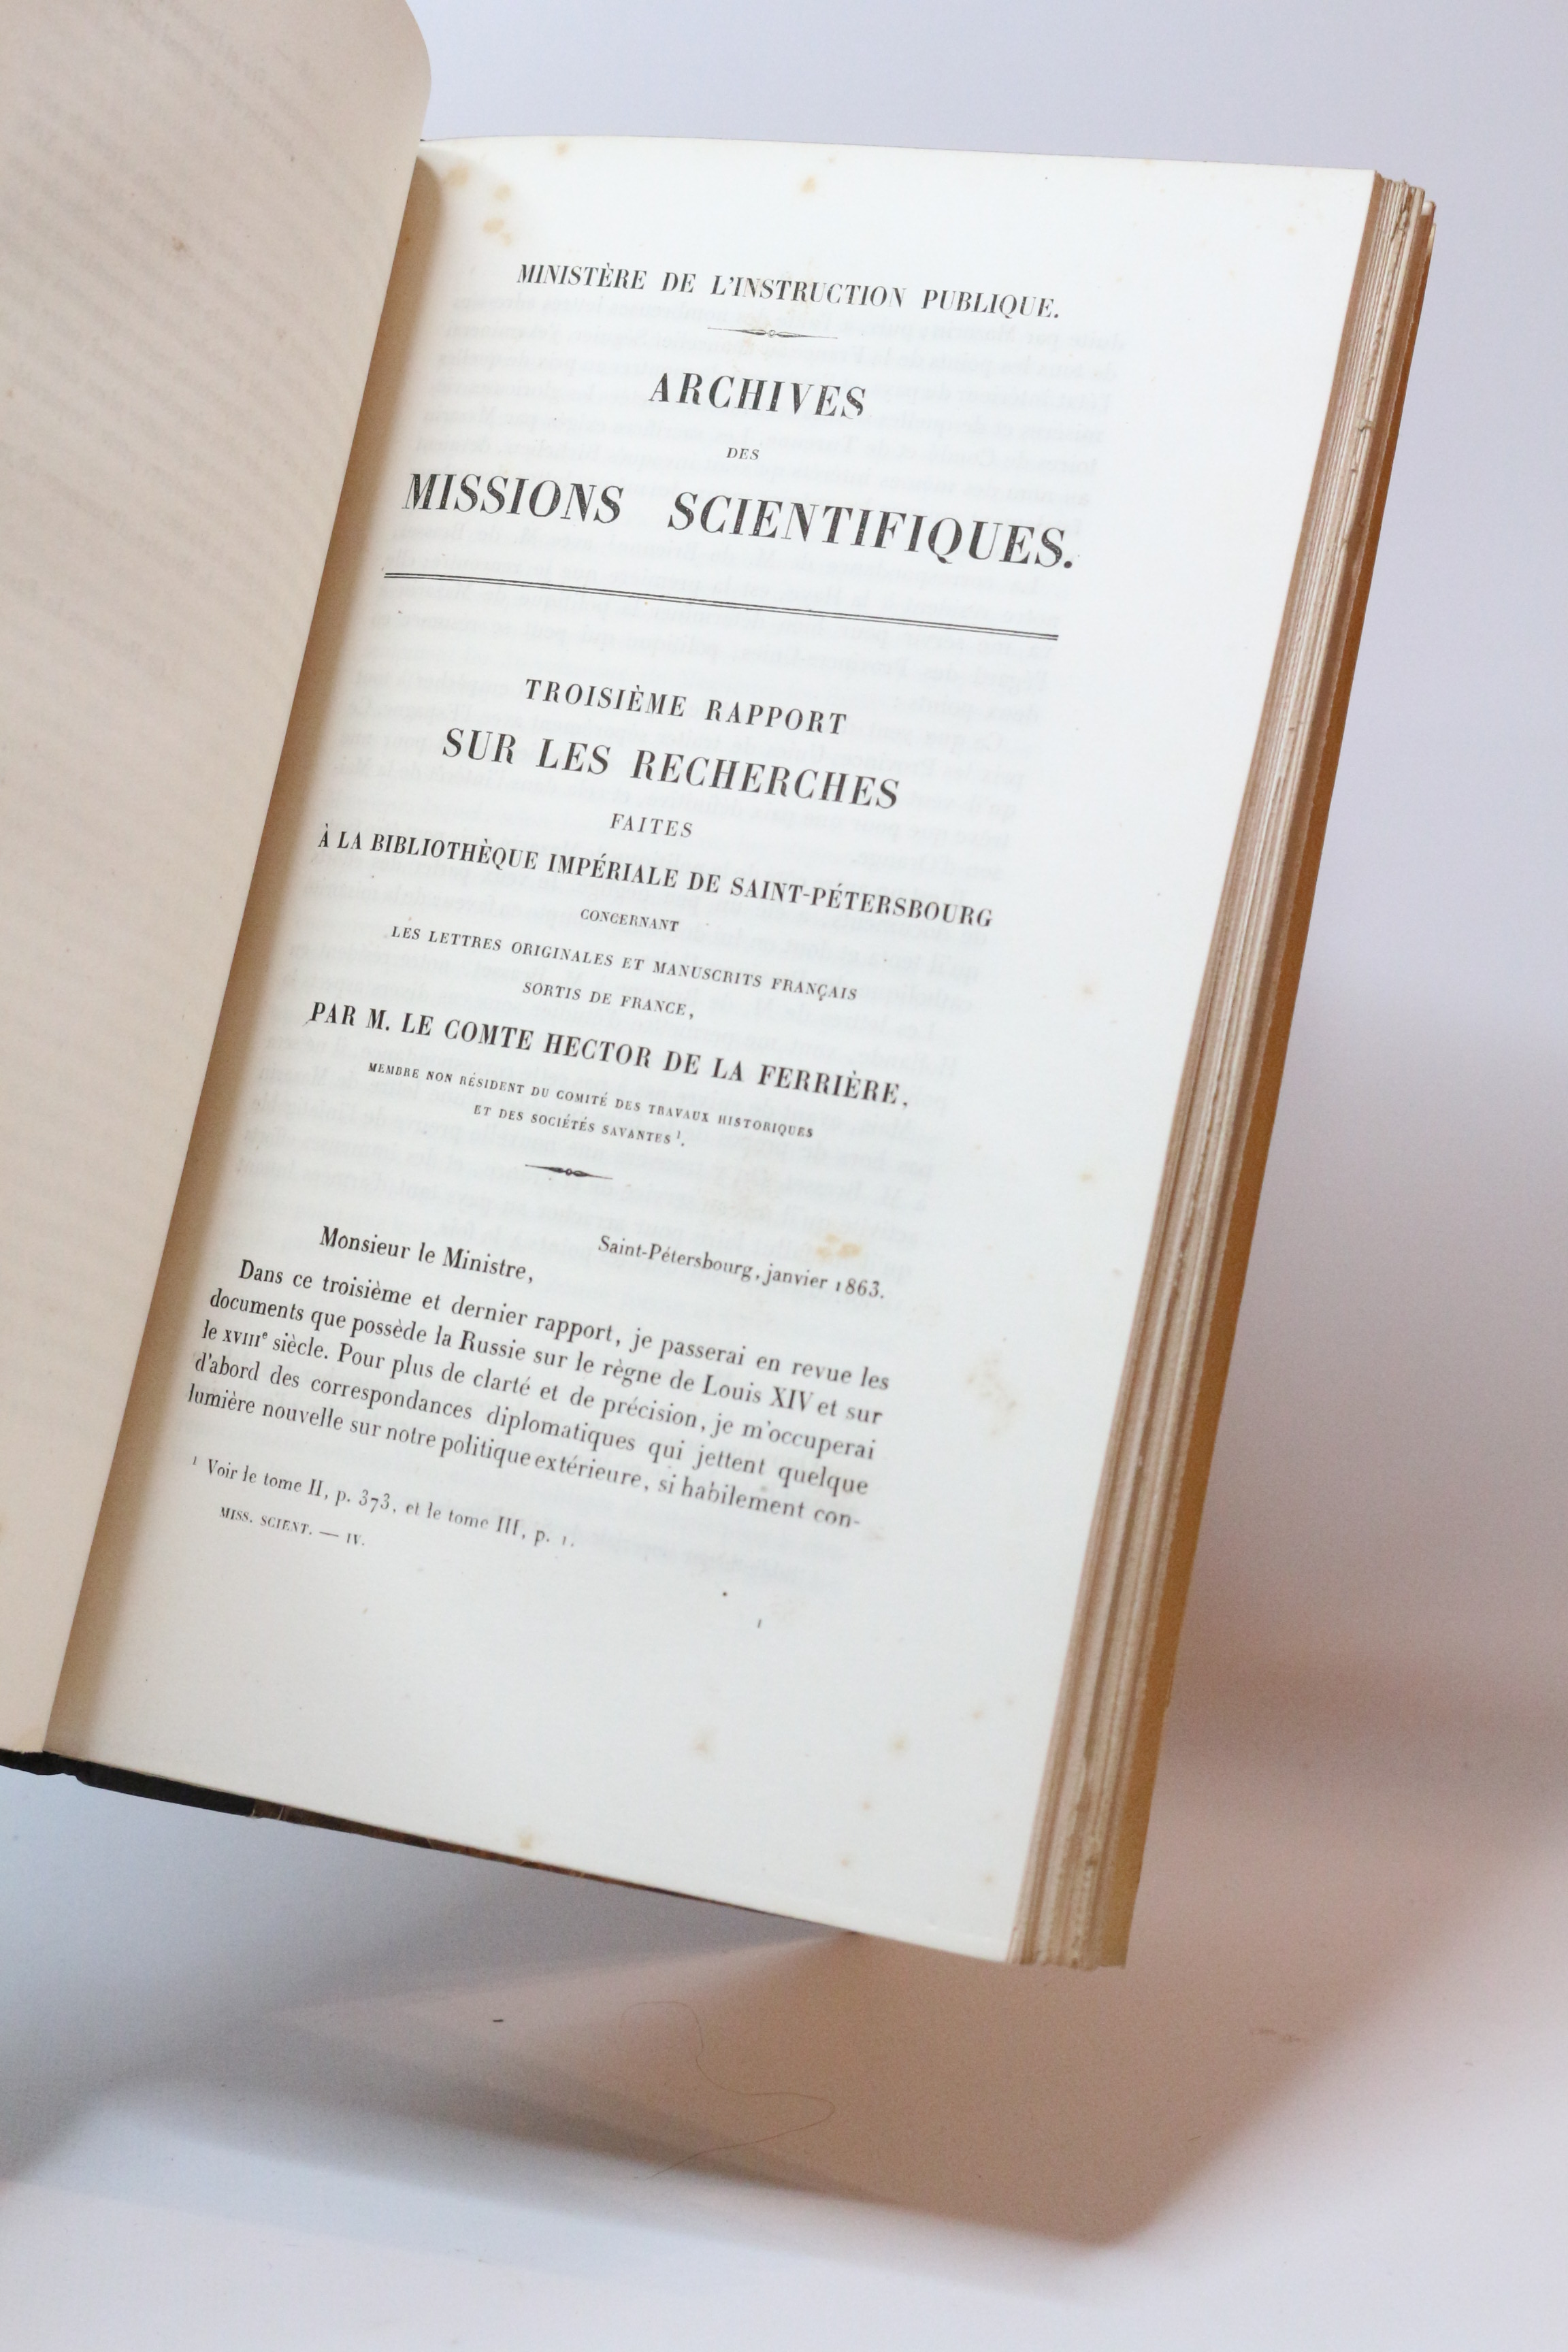 MINISTÈRE DE L'INSTRUCTION PUBLIQUE.
ARCHIVES
DES
MISSIONS SCIENTIFIQUES.
TROISIÈME RAPPORT
SUR LES RECHERCHES
FAITES
À LA BIBLIOTHÈQUE IMPÉRIALE DE SAINT-PÉTERSBOURG
CONCERNANT
LES LETTRES ORIGINALES ET MANUSCRITS FRANÇAIS
SORTIS DE FRANCE,
PAR M. LE COMTE HECTOR DE LA FERRIÈRE,
MEMBRE NON RÉSIDENT DU COMITÉ DES TRAVAUX HISTORIQUES
ET DES SOCIÉTÉS SAVANTES 1.
Saint-Pétersbourg, janvier 1863.
Monsieur le Ministre,
Dans ce troisième et dernier rapport, je passerai en revue les
documents que possède la Russie sur le règne de Louis XIV et sur
le XVIIIe siècle. Pour plus de clarté et de précision, je m'occuperai
d'abord des correspondances diplomatiques qui jettent quelque
lumière nouvelle sur notre politique extérieure, si habilement con-
1 Voir le tome II, p. 373, et le tome III, p. 1.
MISS. SCIENT. — IV.
1